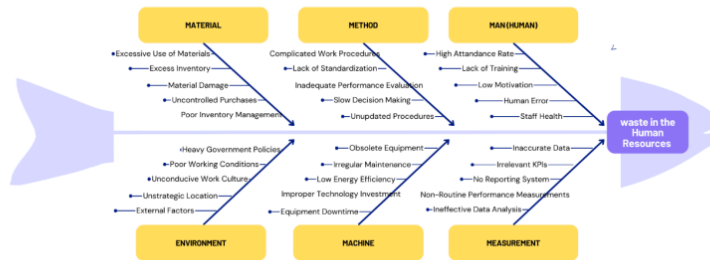 MATERIAL
METHOD
MAN(HUMAN)
Excessive Use of Materials
Excess Inventory
Material Damage
Uncontrolled Purchases
Poor Inventory Management
Complicated Work Procedures
Lack of Standardization
Inadequate Performance Evaluation
Slow Decision Making
Unupdated Procedures
High Attandance Rate
Lack of Training
Low Motivation
Human Error
Staff Health
waste in the
Human
Resources
Heavy Government Policies
Poor Working Conditions
Unconducive Work Culture
Unstrategic Location
External Factors
Obsolete Equipment
Irregular Maintenance
Low Energy Efficiency
Improper Technology Investment
Equipment Downtime
Inaccurate Data
Irrelevant KPIs
No Reporting System
Non-Routine Performance Measurements
Ineffective Data Analysis
ENVIRONMENT
MACHINE
MEASUREMENT